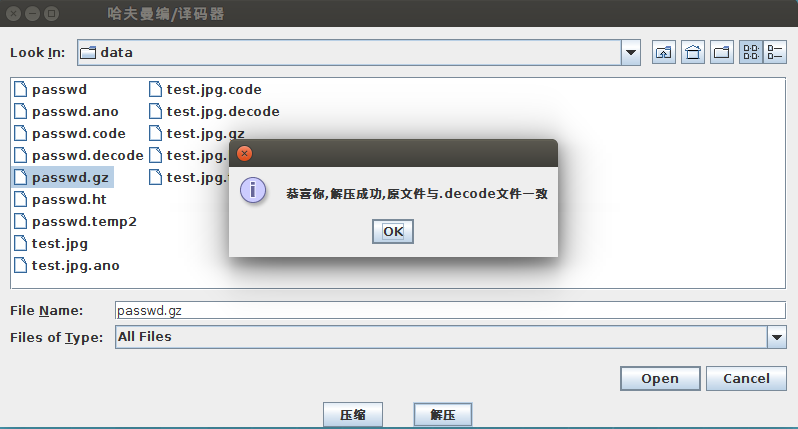 哈夫曼编/译码器
Look In: data
passwd
passwd.ano
passwd.code
passwd.decode
passwd.gz
passwd.ht
passwd.temp2
test.jpg
test.jpg.ano
test.jpg.code
test.jpg.decode
test.jpg.gz
test.jpg.
test.jpg.
恭喜你,解压成功,原文件与.decode文件一致
OK
File Name: passwd.gz
Files of Type: All Files
Open Cancel
压缩 解压